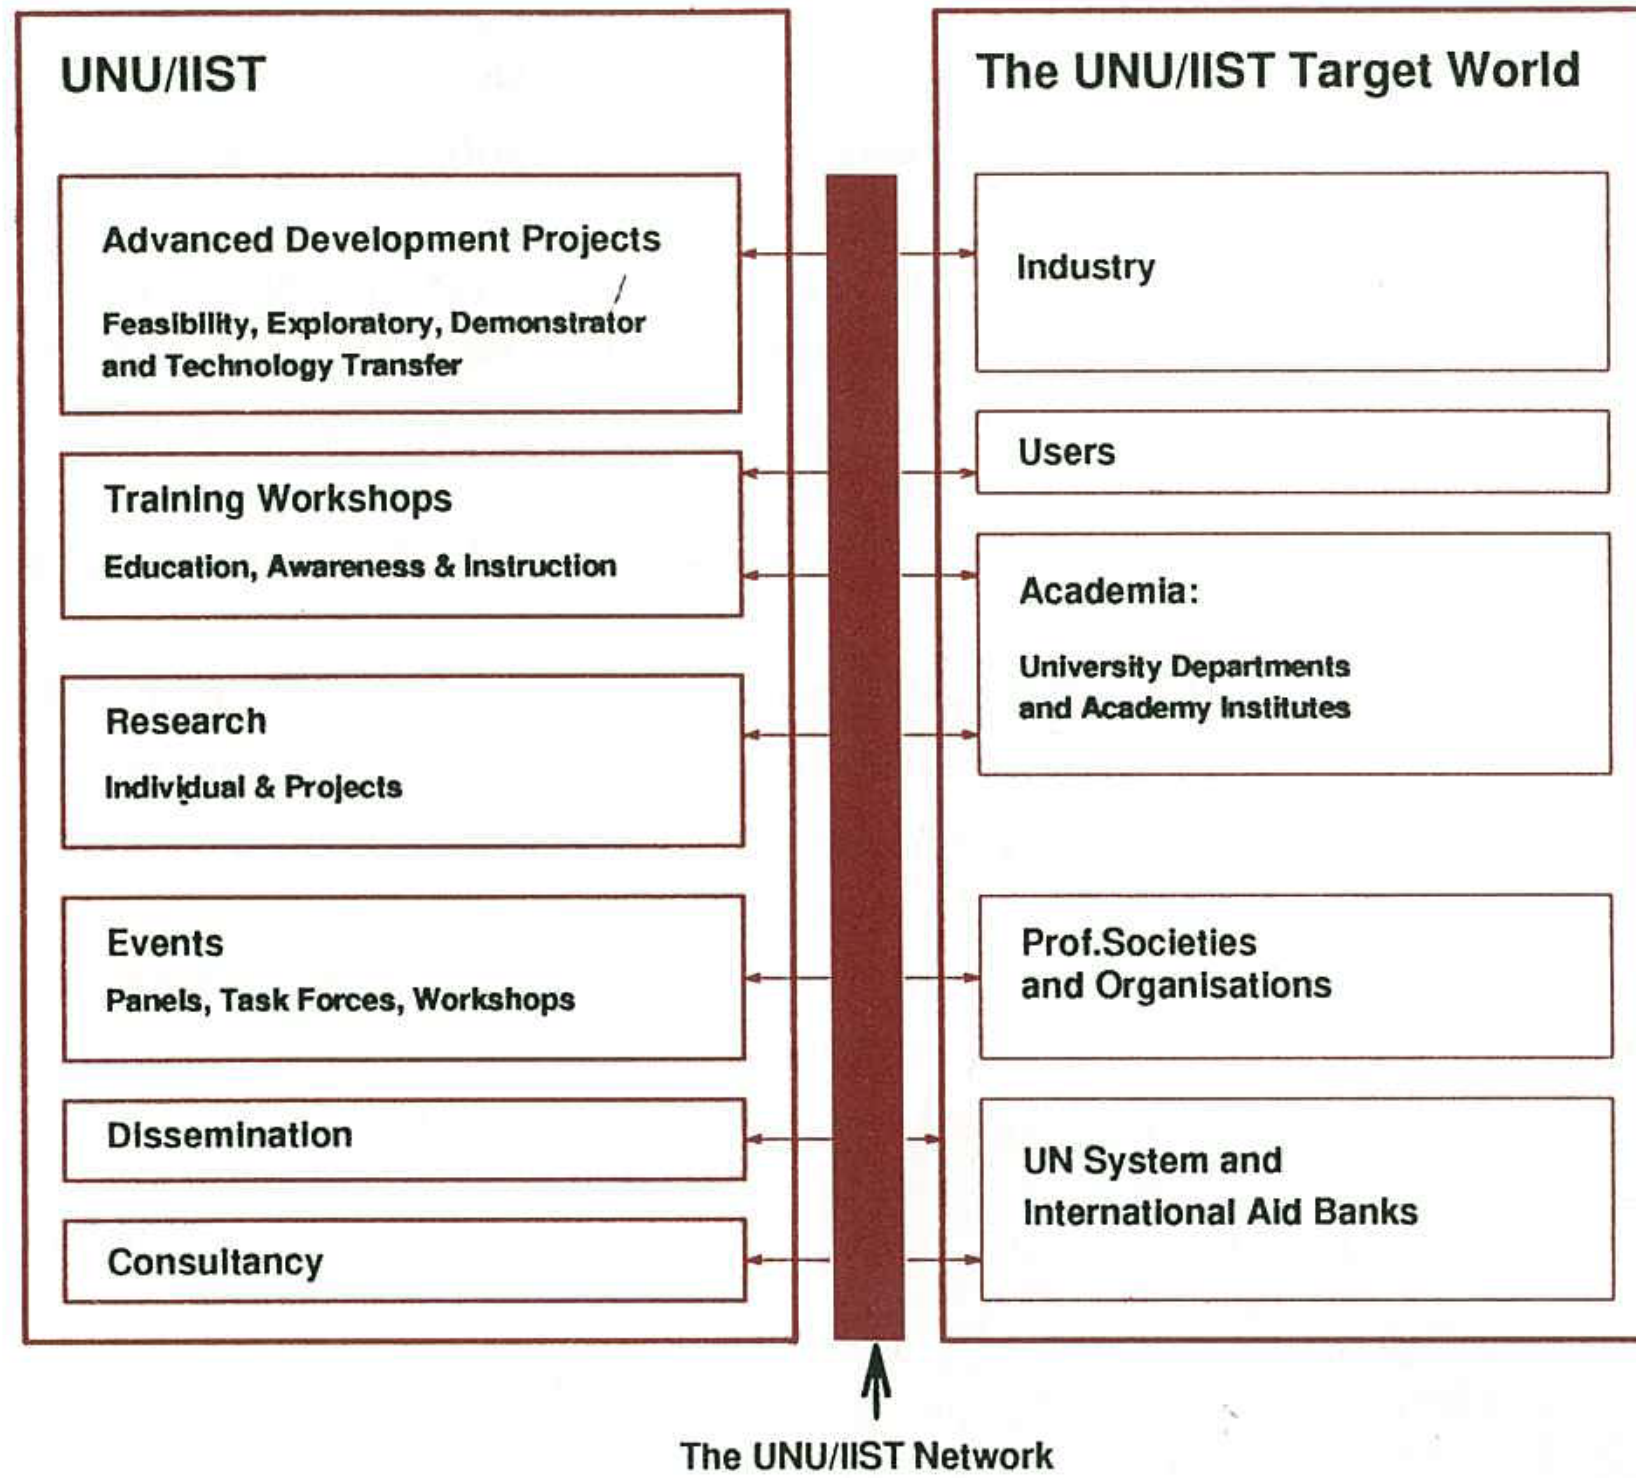 UNU/IIST
Advanced Development Projects
Feasibility, Exploratory, Demonstrator
and Technology Transfer
Training Workshops
Education, Awareness & Instruction
Research
Individual & Projects
Events
Panels, Task Forces, Workshops
Dissemination
Consultancy
The UNU/IIST Target World
Industry
Users
Academia:
University Departments
and Academy Institutes
Prof.Societies
and Organisations
UN System and
International Aid Banks
The UNU/IIST Network